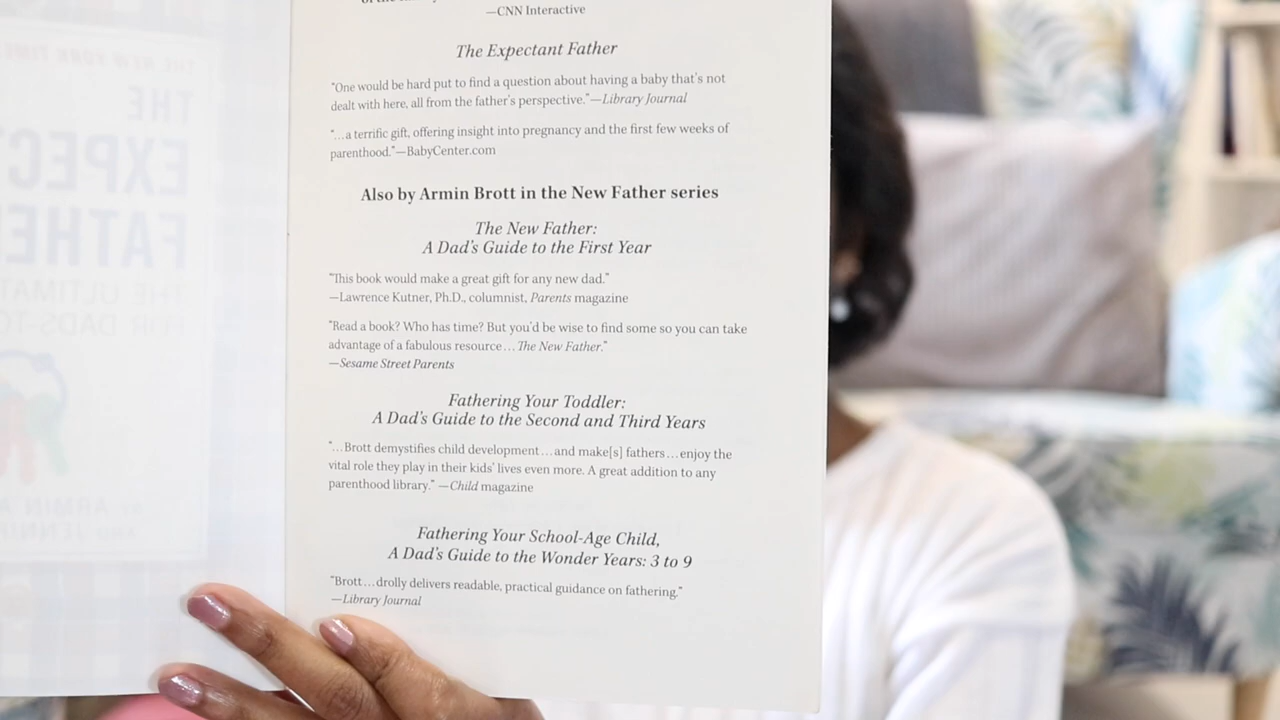 —CNN Interactive
The Expectant Father
"One would be hard put to find a question about having a baby that's not
dealt with here, all from the father's perspective."—Library Journal
"…a terrific gift, offering insight into pregnancy and the first few weeks of
parenthood."—BabyCenter.com
Also by Armin Brott in the New Father series
The New Father:
A Dad's Guide to the First Year
"This book would make a great gift for any new dad."
—Lawrence Kutner, Ph.D., columnist, Parents magazine
"Read a book? Who has time? But you'd be wise to find some so you can take
advantage of a fabulous resource…The New Father."
—Sesame Street Parents
Fathering Your Toddler:
A Dad's Guide to the Second and Third Years
"…Brott demystifies child development…and make[s] fathers…enjoy the
vital role they play in their kids' lives even more. A great addition to any
parenthood library." —Child magazine
Fathering Your School-Age Child,
A Dad's Guide to the Wonder Years: 3 to 9
"Brott…drolly delivers readable, practical guidance on fathering."
—Library Journal